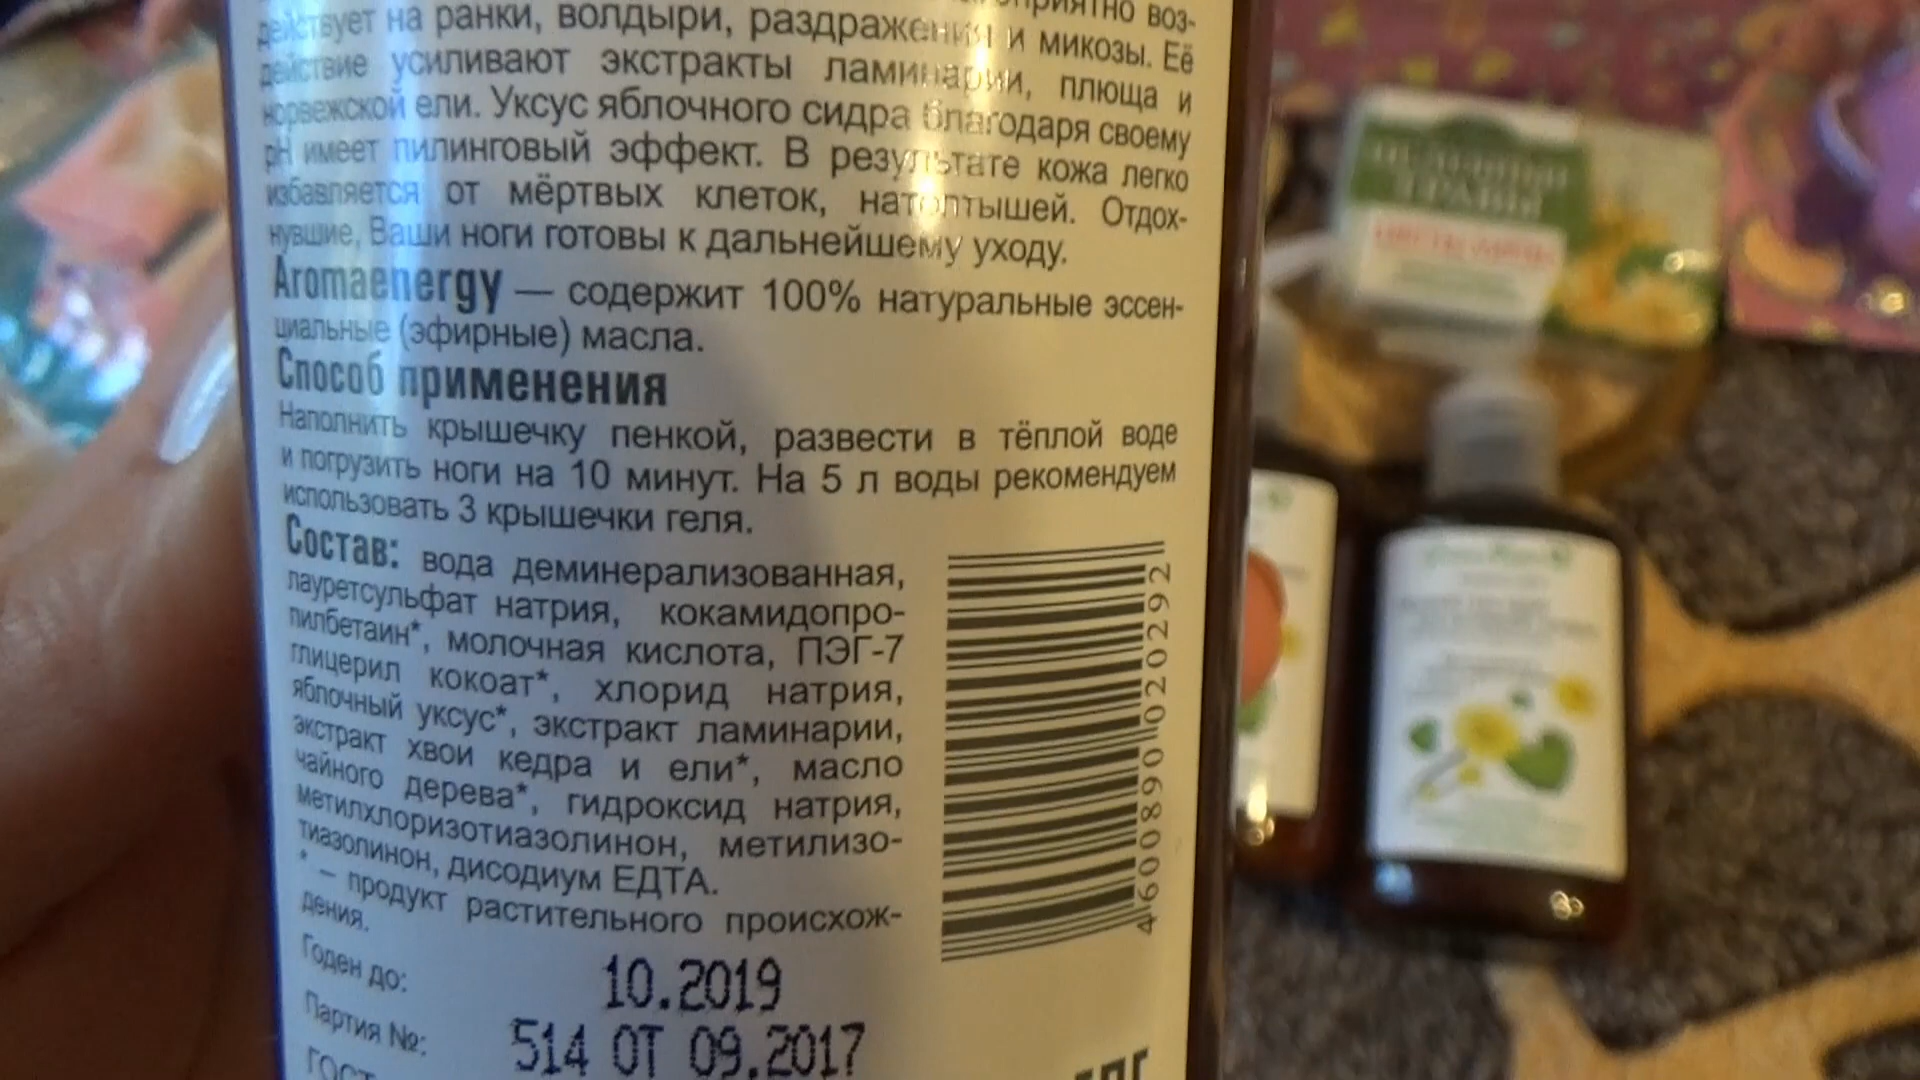 приятно воз-
действует на ранки, волдыри, раздражения и микозы. Её
действие усиливают экстракты ламинарии, плюща и
норвежской ели. Уксус яблочного сидра благодаря своему
pH имеет пилинговый эффект. В результате кожа легко
избавляется от мёртвых клеток, натоптышей. Отдох-
нувшие, Ваши ноги готовы к дальнейшему уходу.
Aromaenergy — содержит 100% натуральные эссен-
циальные (эфирные) масла.
Способ применения
Наполнить крышечку пенкой, развести в тёплой воде
и погрузить ноги на 10 минут. На 5 л воды рекомендуем
использовать 3 крышечки геля.
Состав: вода деминерализованная,
лауретсульфат натрия, кокамидопро-
пилбетаин*, молочная кислота, ПЭГ-7
глицерил кокоат*, хлорид натрия,
яблочный уксус*, экстракт ламинарии,
экстракт хвои кедра и ели*, масло
чайного дерева*, гидроксид натрия,
метилхлоризотиазолинон, метилизо-
тиазолинон, дисодиум ЕДТА.
* – продукт растительного происхож-
дения.
Годен до: 10.2019
Партия №: 514 ОТ 09.2017
ГОСТ
4600890020292